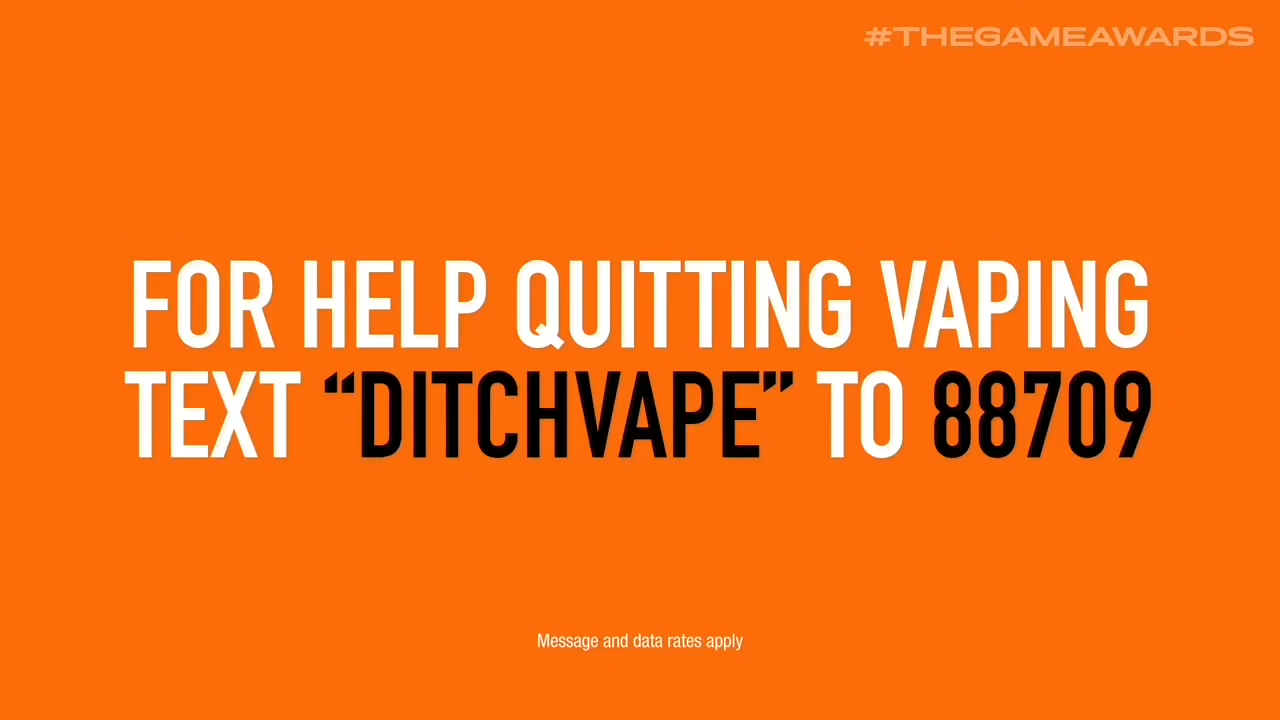 #THEGAMEAWARDS
FOR HELP QUITTING VAPING
TEXT “DITCHVAPE” TO 88709
Message and data rates apply